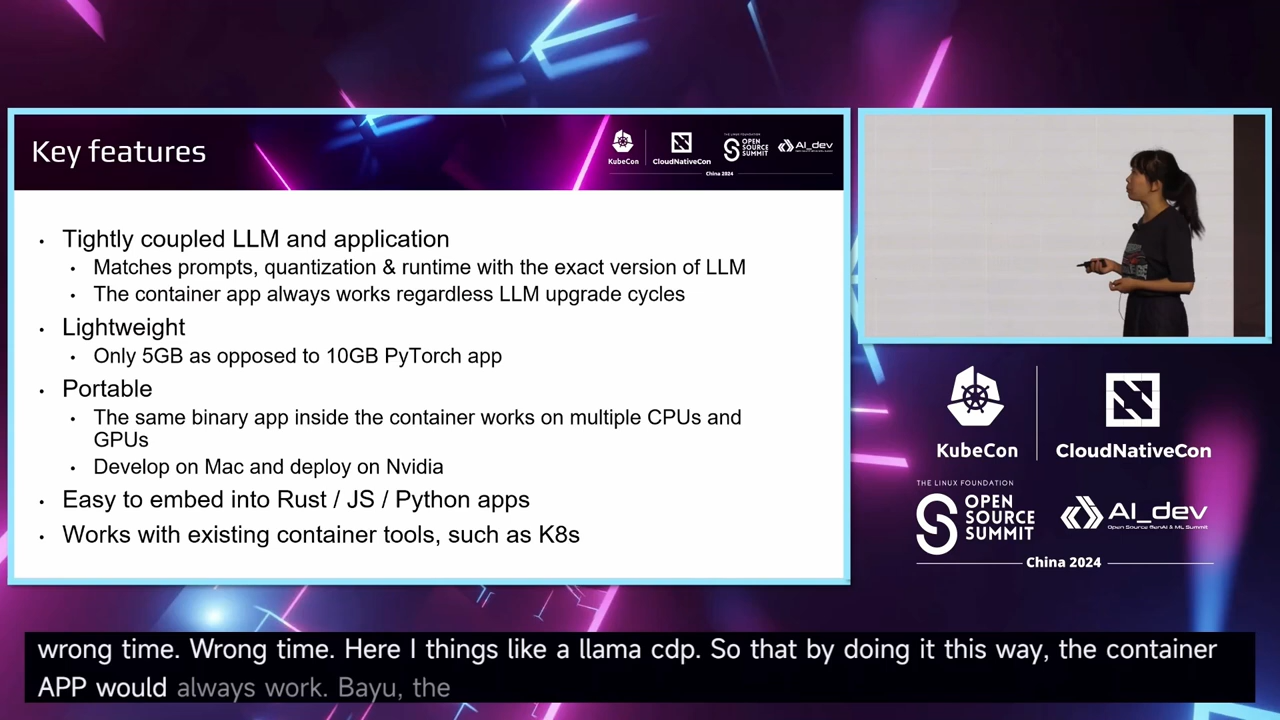 Key features
KubeCon
CloudNativeCon
THE LINUX FOUNDATION
OPEN
SOURCE
SUMMIT
AI_dev
China 2024
• Tightly coupled LLM and application
• Matches prompts, quantization & runtime with the exact version of LLM
• The container app always works regardless LLM upgrade cycles
• Lightweight
• Only 5GB as opposed to 10GB PyTorch app
• Portable
• The same binary app inside the container works on multiple CPUs and
GPUs
• Develop on Mac and deploy on Nvidia
• Easy to embed into Rust / JS / Python apps
• Works with existing container tools, such as K8s
KubeCon
CloudNativeCon
THE LINUX FOUNDATION
OPEN
SOURCE
SUMMIT
AI_dev
Open Source GenAI & ML Summit
China 2024
wrong time. Wrong time. Here I things like a llama cdp. So that by doing it this way, the container
APP would always work. Bayu, the